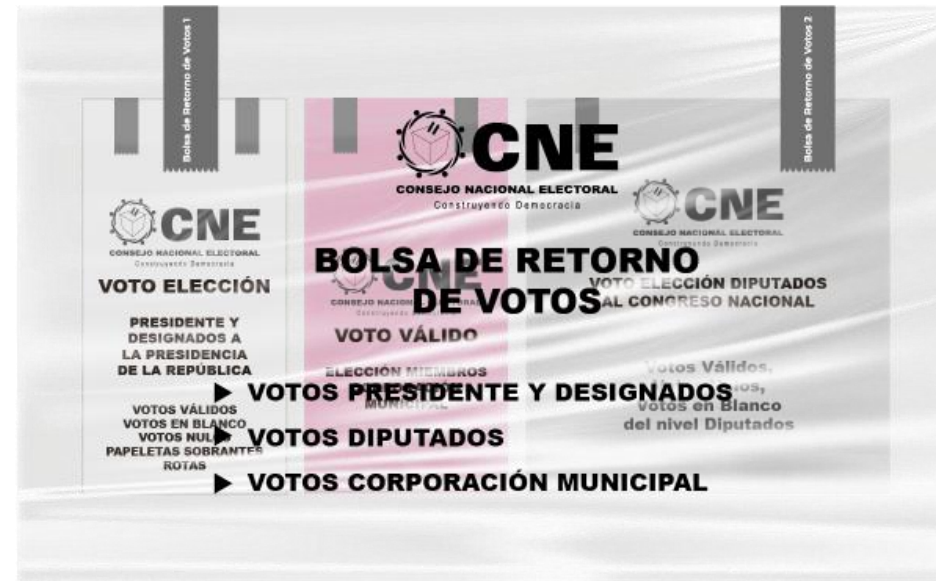 Bolsa de Retorno de Votos 1
Bolsa de Retorno de Votos 2
CNE
CONSEJO NACIONAL ELECTORAL
Construyendo Democracia
BOLSA DE RETORNO
DE VOTOS
VOTOS PRESIDENTE Y DESIGNADOS
VOTOS DIPUTADOS
VOTOS CORPORACIÓN MUNICIPAL
CNE
CONSEJO NACIONAL ELECTORAL
Construyendo Democracia
VOTO ELECCIÓN
PRESIDENTE Y
DESIGNADOS A
LA PRESIDENCIA
DE LA REPÚBLICA
VOTOS VÁLIDOS
VOTOS EN BLANCO
VOTOS
PAPELETAS SOBRANTES
ROTAS
CNE
CONSEJO
VOTO VÁLIDO
ELECCIÓN MIEMBROS
MUNICIPAL
CNE
CONSEJO NACIONAL ELECTORAL
Construyendo Democracia
VOTO ELECCIÓN DIPUTADOS
AL CONGRESO NACIONAL
Votos Válidos,
Votos en Blanco
del nivel Diputados